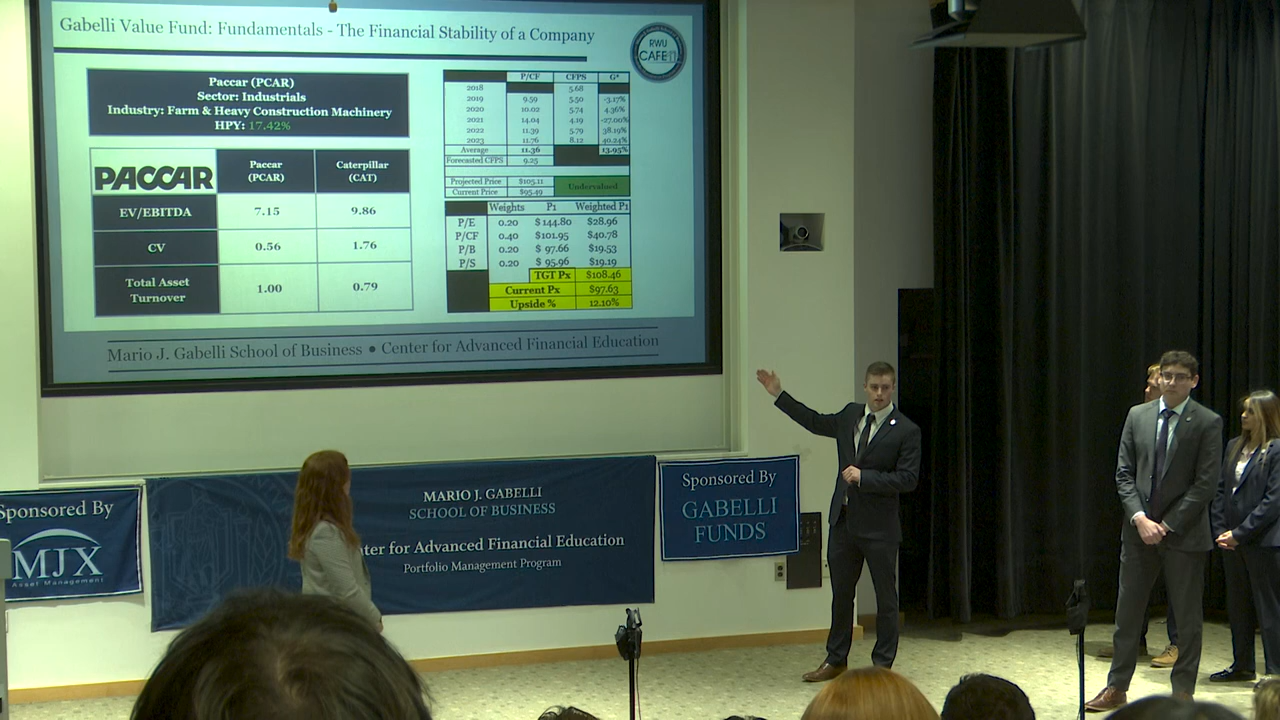 Gabelli Value Fund: Fundamentals - The Financial Stability of a Company
RWU
CAFE
Paccar (PCAR)
Sector: Industrials
Industry: Farm & Heavy Construction Machinery
HPY: 17.42%
PACCAR Paccar (PCAR) Caterpillar (CAT)
EV/EBITDA 7.15 9.86
CV 0.56 1.76
Total Asset Turnover 1.00 0.79
P/CF CFPS G*
2018 5.68
2019 9.59 5.50 -3.17%
2020 10.02 5.74 4.36%
2021 14.04 4.19 -27.00%
2022 11.39 5.79 38.19%
2023 11.76 8.12 40.24%
Average 11.36 13.95%
Forecasted CFPS 9.25
Projected Price $105.11 Undervalued
Current Price $95.49
Weights P1 Weighted P1
P/E 0.20 $144.80 $28.96
P/CF 0.40 $101.95 $40.78
P/B 0.20 $ 97.66 $19.53
P/S 0.20 $ 95.96 $19.19
TGT Px $108.46
Current Px $97.63
Upside % 12.10%
Mario J. Gabelli School of Business • Center for Advanced Financial Education
Sponsored By
MJX
Asset Management
MARIO J. GABELLI
SCHOOL OF BUSINESS
ter for Advanced Financial Education
Portfolio Management Program
Sponsored By
GABELLI
FUNDS